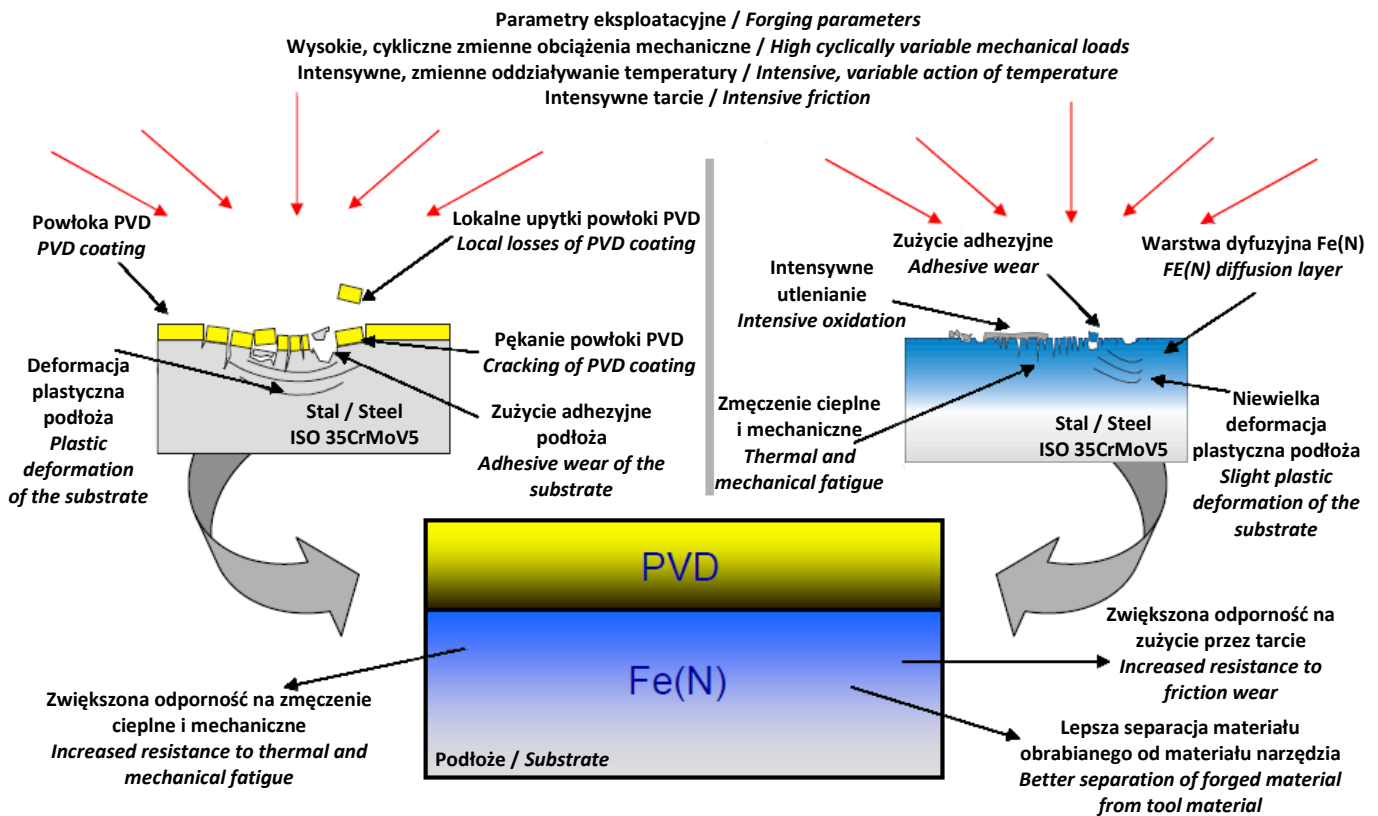 Parametry eksploatacyjne / Forging parameters
Wysokie, cykliczne zmienne obciążenia mechaniczne / High cyclically variable mechanical loads
Intensywne, zmienne oddziaływanie temperatury / Intensive, variable action of temperature
Intensywne tarcie / Intensive friction
Powłoka PVD
PVD coating
Lokalne upytki powłoki PVD
Local losses of PVD coating
Deformacja
plastyczna
podłoża
Plastic
deformation
of the substrate
Pękanie powłoki PVD
Cracking of PVD coating
Stal / Steel
ISO 35CrMoV5
Zużycie adhezyjne
podłoża
Adhesive wear of the
substrate
Zużycie adhezyjne
Adhesive wear
Warstwa dyfuzyjna Fe(N)
FE(N) diffusion layer
Intensywne
utlenianie
Intensive oxidation
Zmęczenie cieplne
i mechaniczne
Thermal and
mechanical fatigue
Stal / Steel
ISO 35CrMoV5
Niewielka
deformacja
plastyczna podłoża
Slight plastic
deformation of the
substrate
PVD
Fe(N)
Podłoże / Substrate
Zwiększona odporność na zmęczenie
cieplne i mechaniczne
Increased resistance to thermal and
mechanical fatigue
Zwiększona odporność na
zużycie przez tarcie
Increased resistance to
friction wear
Lepsza separacja materiału
obrabianego od materiału narzędzia
Better separation of forged material
from tool material